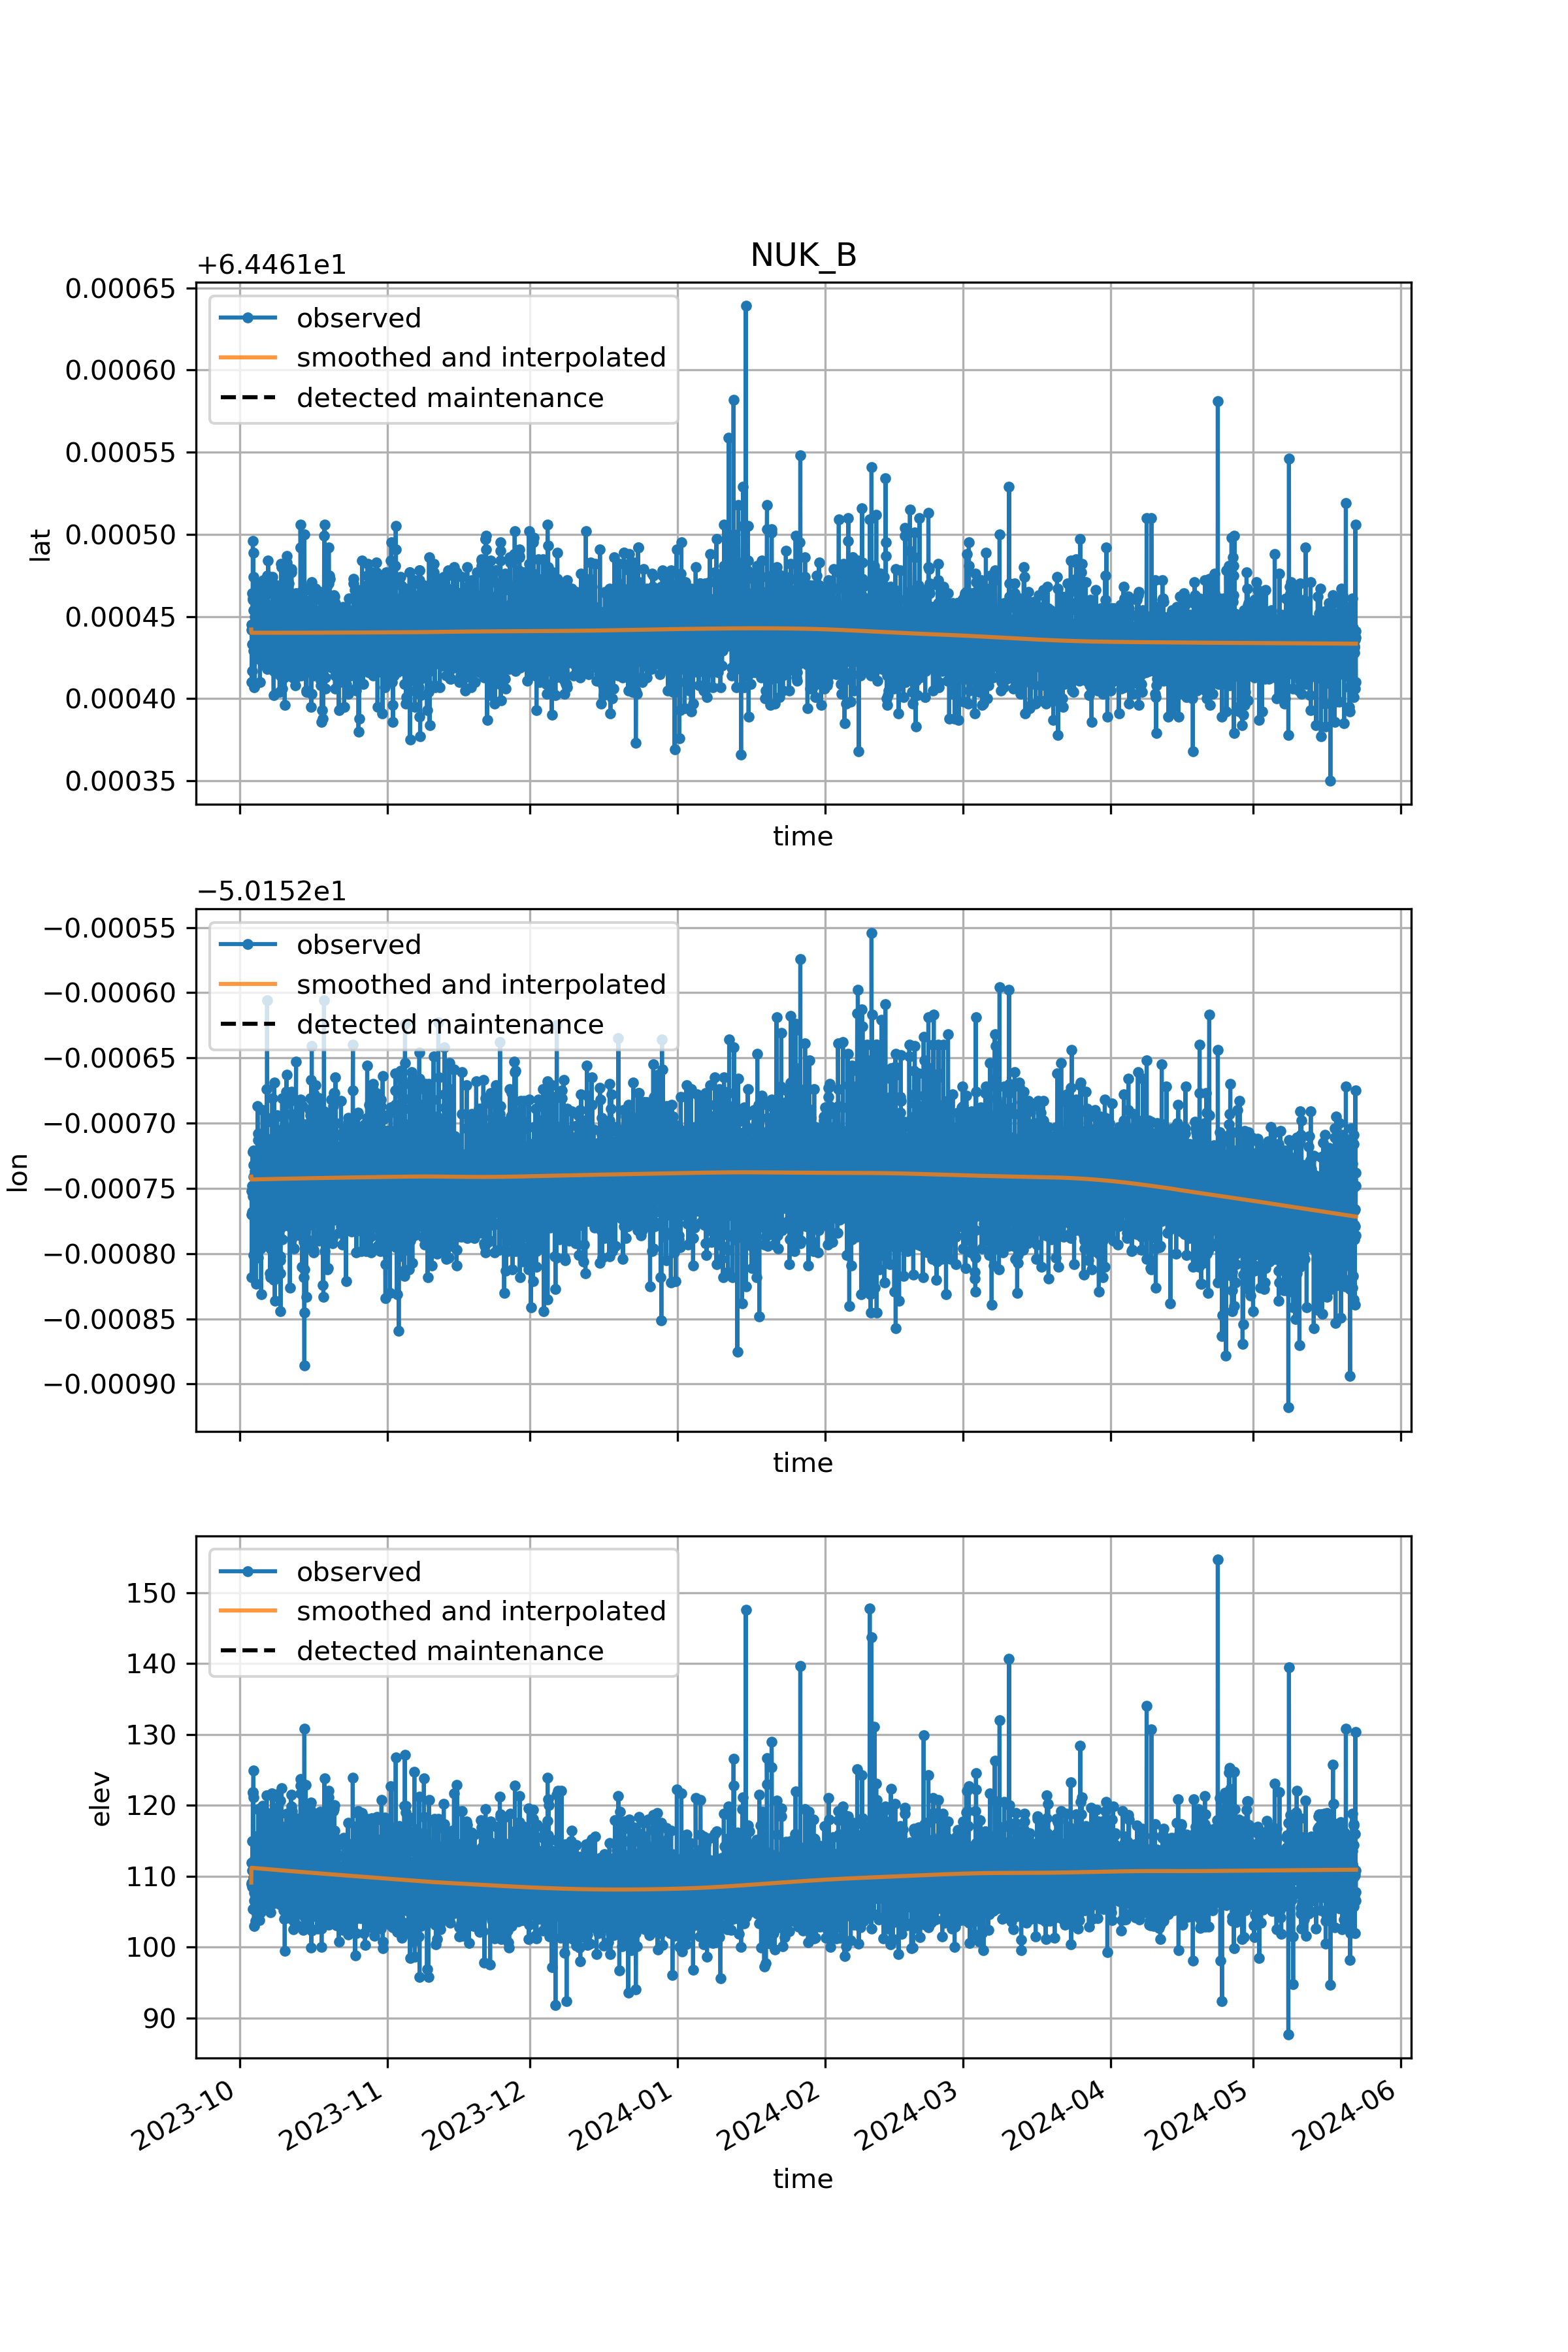 NUK_B
+6.4461e1
0.00065
0.00060
0.00055
0.00050
0.00045
0.00040
0.00035
lat
observed
smoothed and interpolated
detected maintenance
time
−5.0152e1
−0.00055
−0.00060
−0.00065
−0.00070
−0.00075
−0.00080
−0.00085
−0.00090
lon
observed
smoothed and interpolated
detected maintenance
time
150
140
130
120
110
100
90
elev
observed
smoothed and interpolated
detected maintenance
2023-10
2023-11
2023-12
2024-01
2024-02
2024-03
2024-04
2024-05
2024-06
time